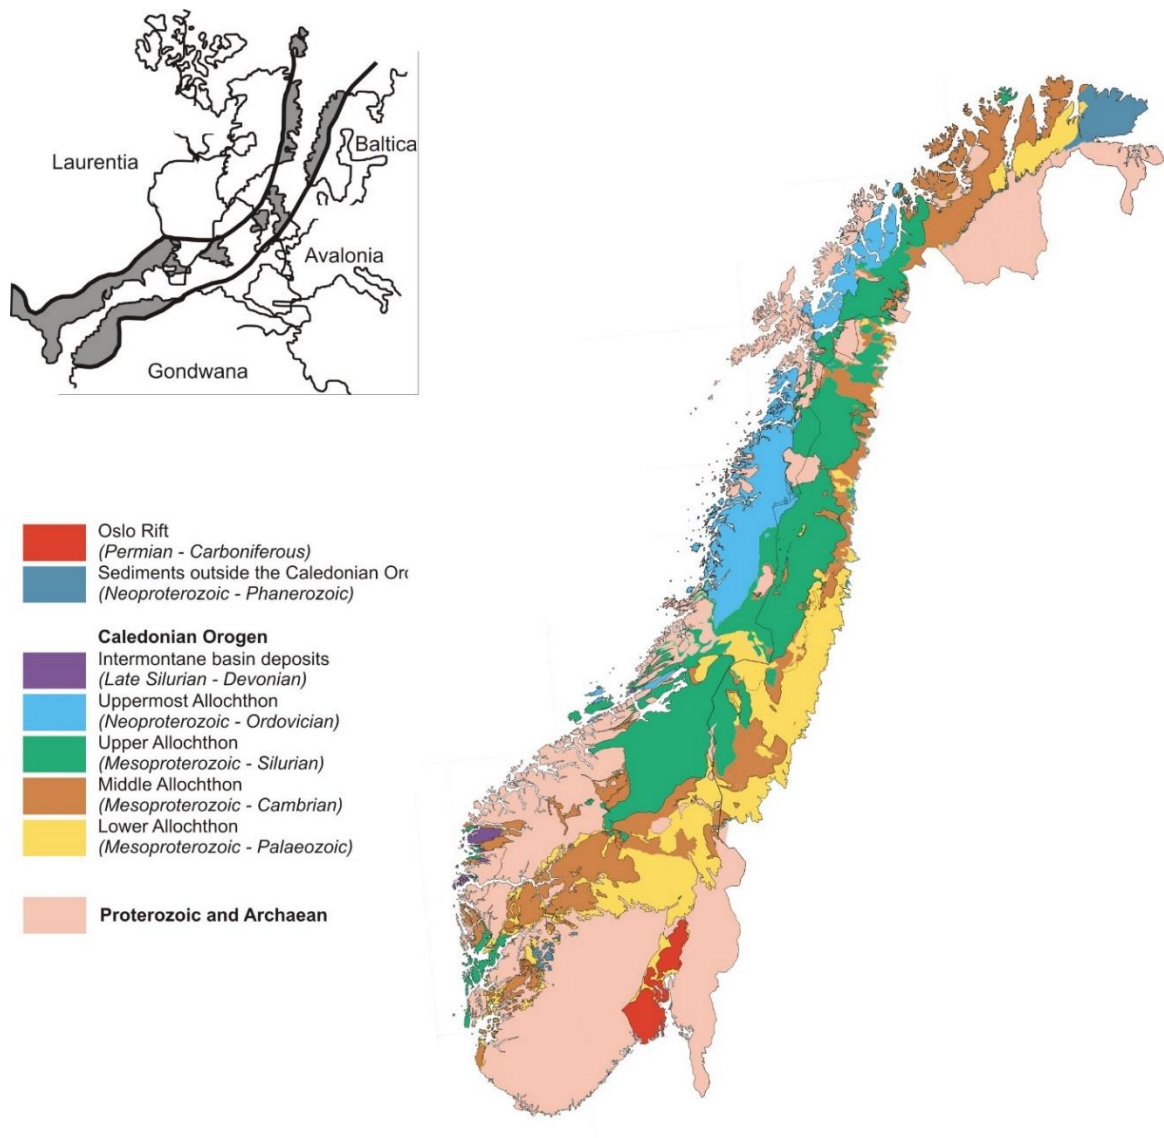 Laurentia
Baltica
Avalonia
Gondwana
Oslo Rift
(Permian - Carboniferous)
Sediments outside the Caledonian Orc
(Neoproterozoic - Phanerozoic)
Caledonian Orogen
Intermontane basin deposits
(Late Silurian - Devonian)
Uppermost Allochthon
(Neoproterozoic - Ordovician)
Upper Allochthon
(Mesoproterozoic - Silurian)
Middle Allochthon
(Mesoproterozoic - Cambrian)
Lower Allochthon
(Mesoproterozoic - Palaeozoic)
Proterozoic and Archaean